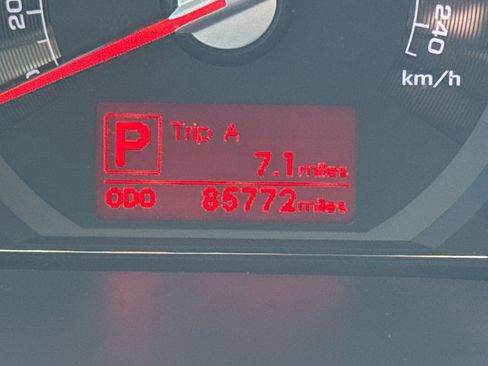 20
240
km/h
P Trip A
7.1 miles
ODO 85772 miles